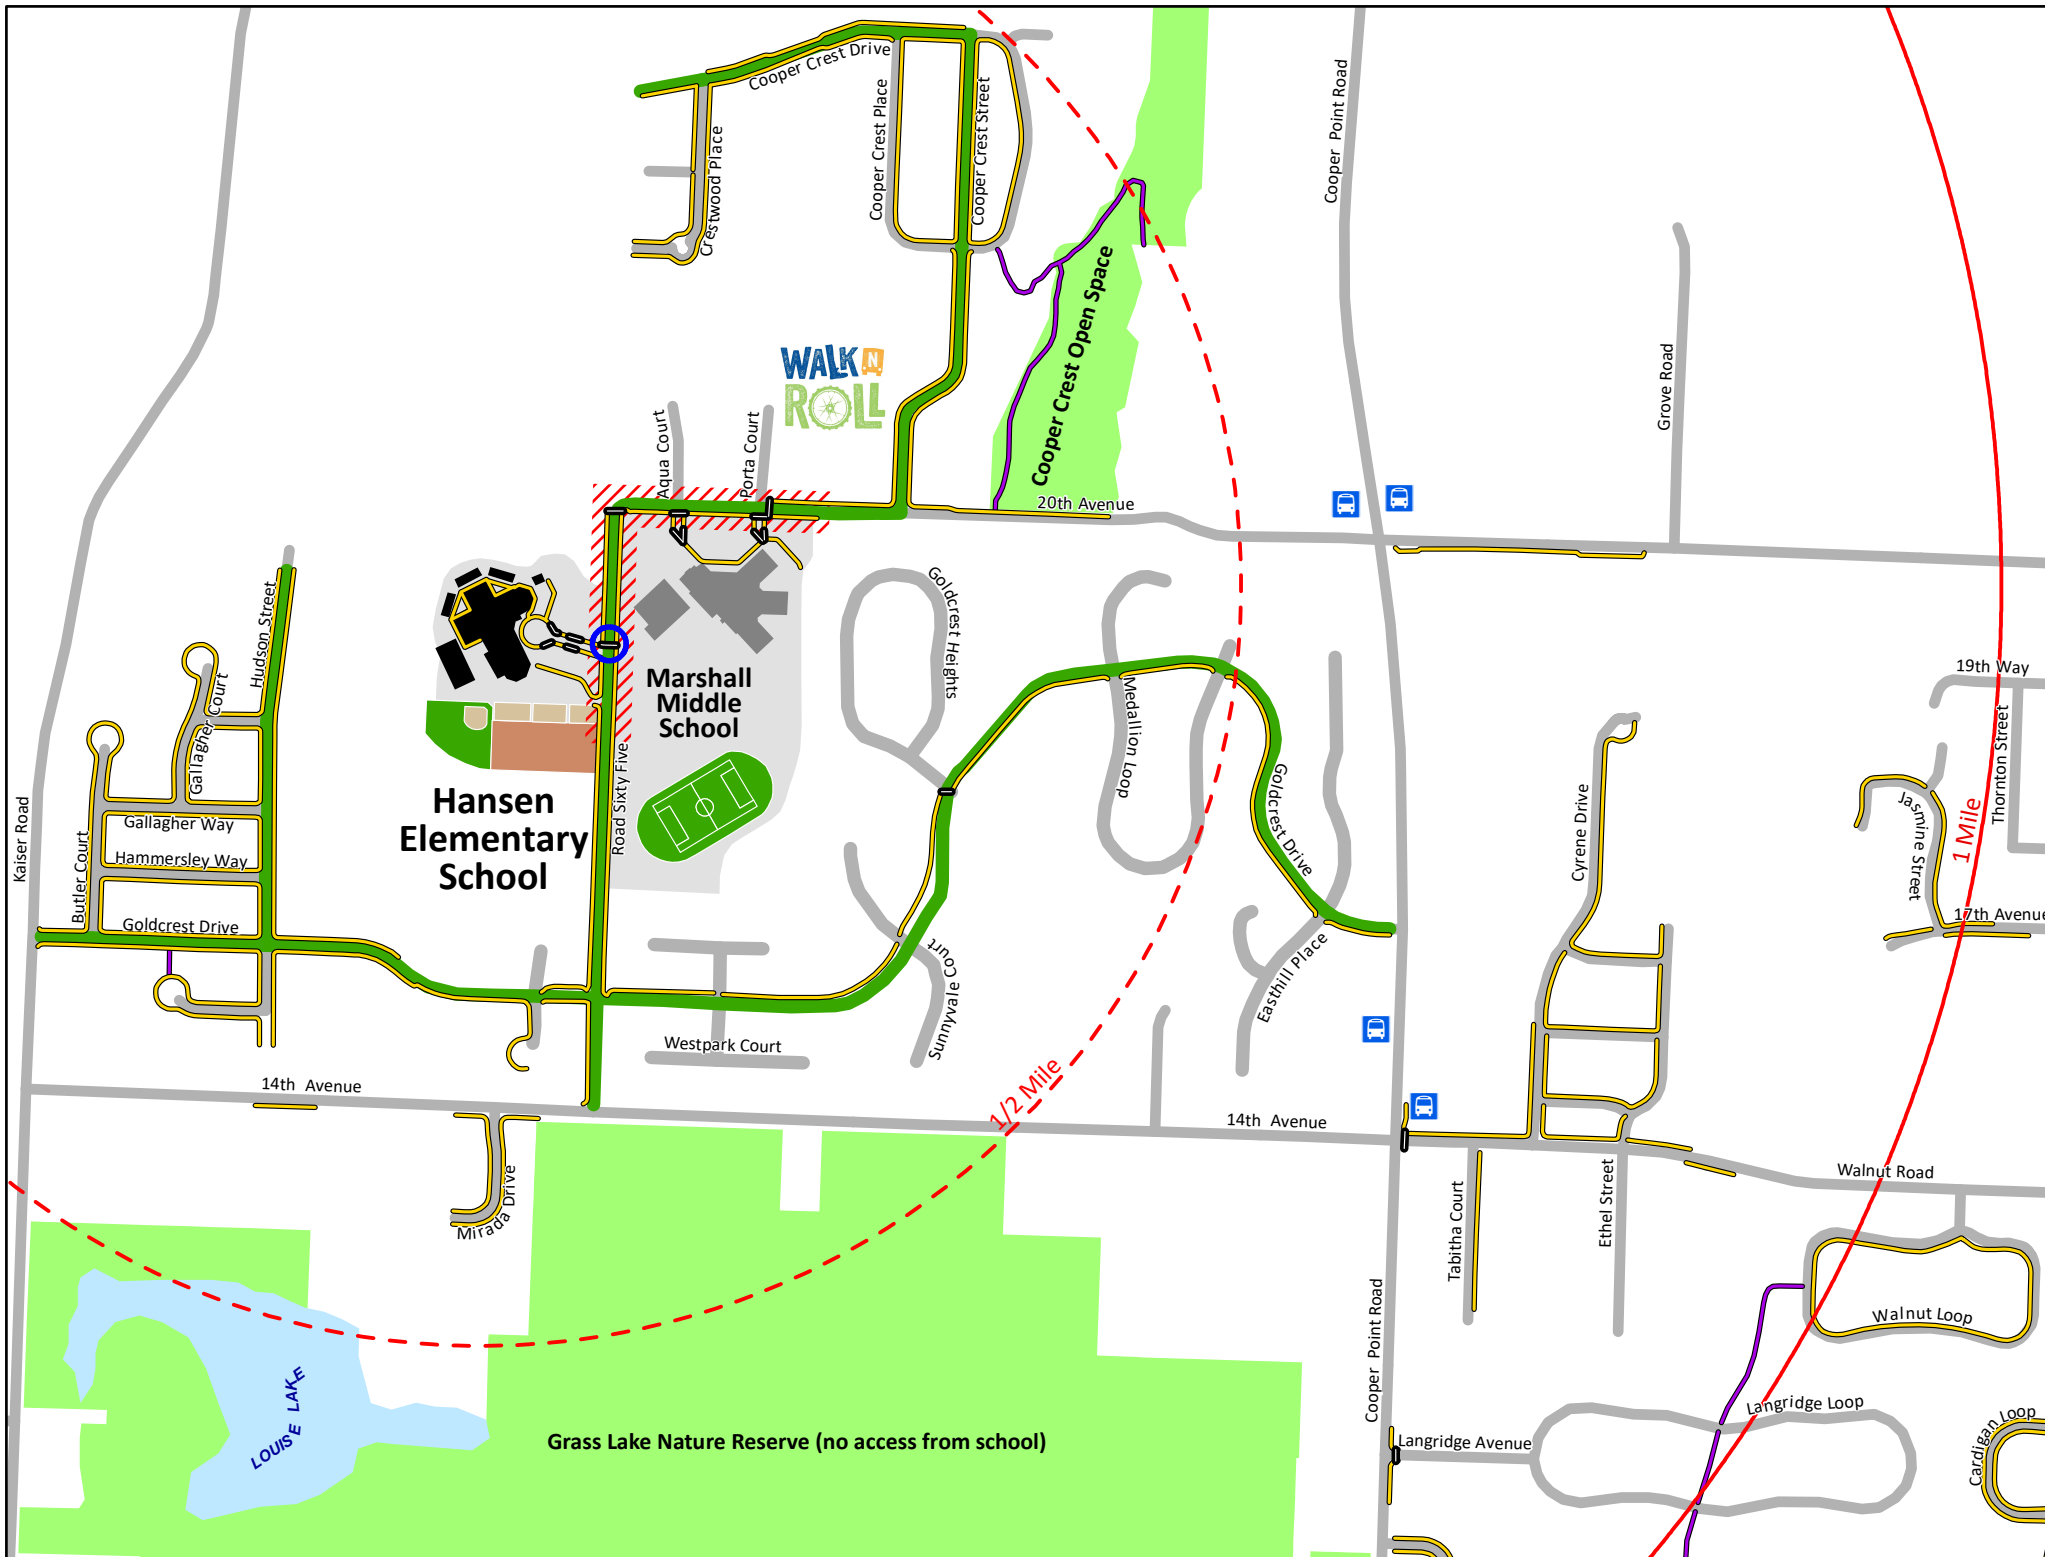 Cooper Crest Drive
Cooper Crest Place
Cooper Crest Street
Crestwood Place
Cooper Point Road
Cooper Crest Open Space
WALK N
ROLL
Grove Road
Aqua Court
Porta Court
20th Avenue
Hudson Street
Goldcrest Heights
Gallagher Court
Marshall
Middle
School
19th Way
Medallion Loop
Thornton Street
Road Sixty Five
Hansen
Elementary
School
Kaiser Road
Goldcrest Drive
Cyrene Drive
Jasmine Street
1 Mile
Gallagher Way
Hammersley Way
Butler Court
Goldcrest Drive
17th Avenue
Easthill Place
Sunnyvale Court
Westpark Court
14th Avenue
1/2 Mile
14th Avenue
Walnut Road
Mirada Drive
Tabitha Court
Ethel Street
Walnut Loop
Cooper Point Road
LOUISE LAKE
Langridge Loop
Cardigan Loop
Grass Lake Nature Reserve (no access from school)
Langridge Avenue